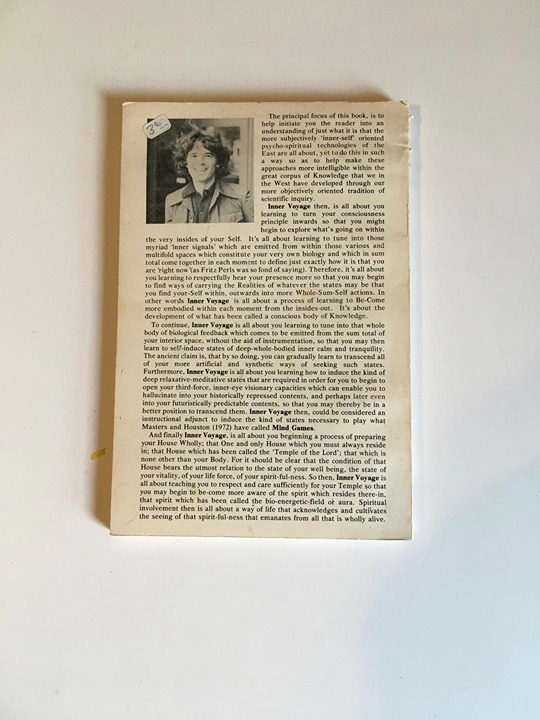 3.00
The principal focus of this book, is to
help initiate you the reader into an
understanding of just what it is that the
more subjectively 'inner-self' oriented
psycho-spiritual technologies of the
East are all about, yet to do this in such
a way so as to help make these
approaches more intelligible within the
great corpus of Knowledge that we in
the West have developed through our
more objectively oriented tradition of
scientific inquiry.
Inner Voyage then, is all about you
learning to turn your consciousness
principle inwards so that you might
begin to explore what's going on within
the very insides of your Self. It's all about learning to tune into those
myriad 'inner signals' which are emitted from within those various and
multifold spaces which constitute your very own biology and which in sum
total come together in each moment to define just exactly how it is that you
are 'right now' (as Fritz Perls was so fond of saying). Therefore, it's all about
you learning to respectfully hear your presence more so that you may begin
to find ways of carrying the Realities of whatever the states may be that
you find your-Self within, outwards into more Whole-Sum-Self actions. In
other words Inner Voyage is all about a process of learning to Be-Come
more embodied within each moment from the insides-out. It's about the
development of what has been called a conscious body of Knowledge.
To continue, Inner Voyage is all about you learning to tune into that whole
body of biological feedback which comes to be emitted from the sum total of
your interior space, without the aid of instrumentation, so that you may then
learn to self-induce states of deep-whole-bodied inner calm and tranquility.
The ancient claim is, that by so doing, you can gradually learn to transcend all
of your more artificial and synthetic ways of seeking such states.
Furthermore, Inner Voyage is all about you learning how to induce the kind of
deep relaxative-meditative states that are required in order for you to begin to
open your third-force, inner-eye visionary capacities which can enable you to
hallucinate into your historically repressed contents, and perhaps later even
into your futuristically predictable contents, so that you may thereby be in a
better position to transcend them. Inner Voyage then, could be considered an
instructional adjunct to induce the kind of states necessary to play what
Masters and Houston (1972) have called Mind Games.
And finally Inner Voyage, is all about you beginning a process of preparing
your House Wholly; that One and only House which you must always reside
in; that House which has been called the 'Temple of the Lord'; that which is
none other than your Body. For it should be clear that the condition of that
House bears the utmost relation to the state of your well being, the state of
your vitality, of your life force, of your spirit-ful-ness. So then, Inner Voyage is
all about teaching you to respect and care sufficiently for your Temple so that
you may begin to be-come more aware of the spirit which resides there-in,
that spirit which has been called the bio-energetic-field or aura. Spiritual
involvement then is all about a way of life that acknowledges and cultivates
the seeing of that spirit-ful-ness that emanates from all that is wholly alive.